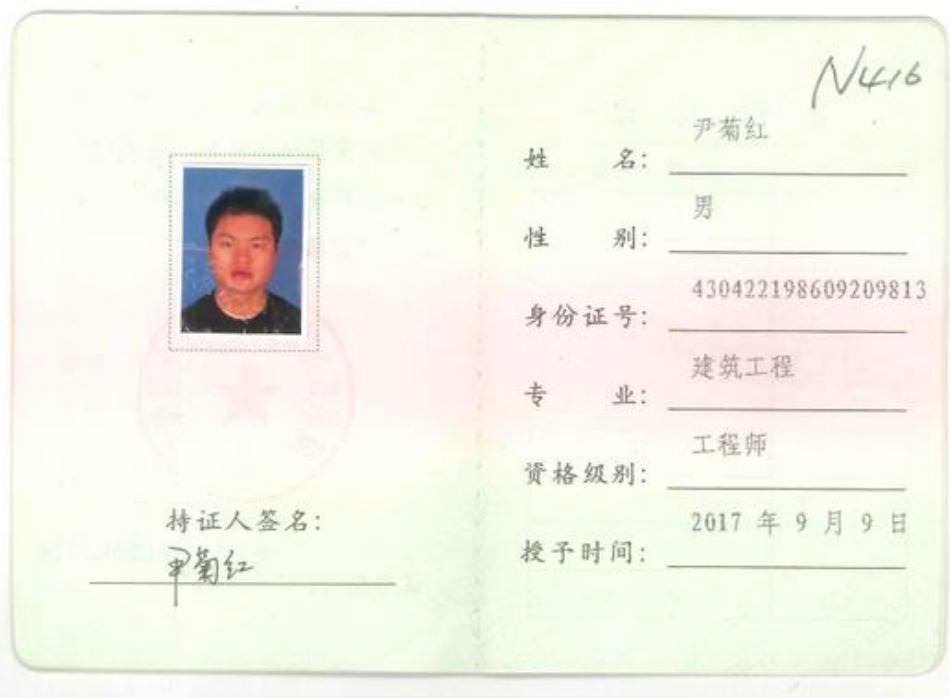 N416
姓名：
尹菊红
性别：
男
身份证号：
430422198609209813
专业：
建筑工程
资格级别：
工程师
授予时间：
2017 年 9 月 9 日
持证人签名：
尹菊红